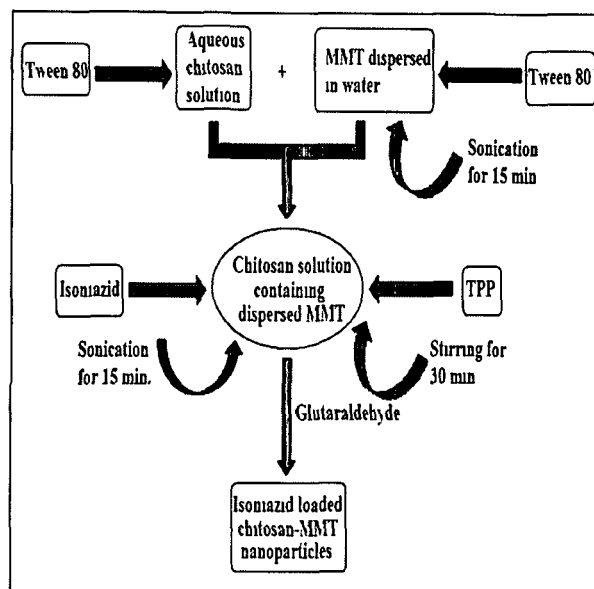 Tween 80
Aqueous
chitosan
solution
+
MMT dispersed
in water
Tween 80
Sonication
for 15 min
Isoniazid
Chitosan solution
containing
dispersed MMT
TPP
Sonication
for 15 min.
Stirring for
30 min
Glutaraldehyde
Isoniazid loaded
chitosan-MMT
nanoparticles